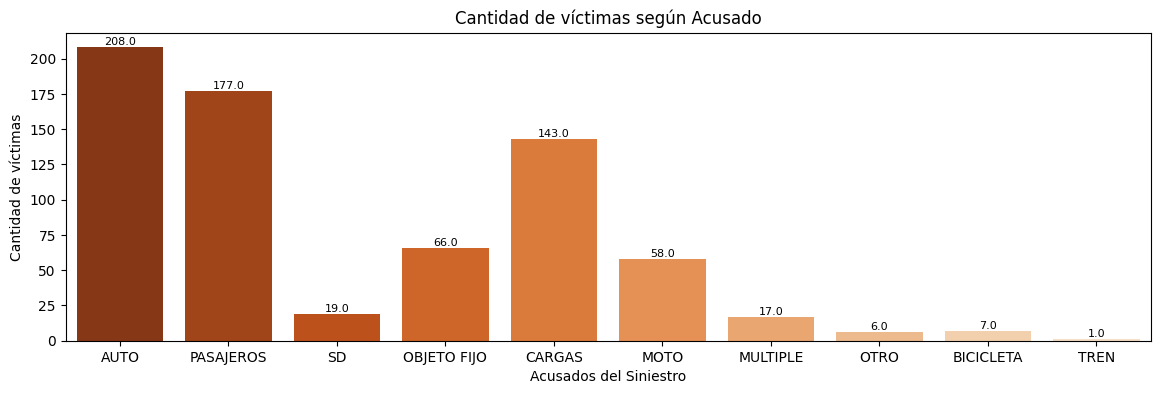 Cantidad de víctimas según Acusado
Cantidad de víctimas
200
175
150
125
100
75
50
25
0
208.0
177.0
19.0
66.0
143.0
58.0
17.0
6.0
7.0
1.0
AUTO
PASAJEROS
SD
OBJETO FIJO
CARGAS
MOTO
MULTIPLE
OTRO
BICICLETA
TREN
Acusados del Siniestro